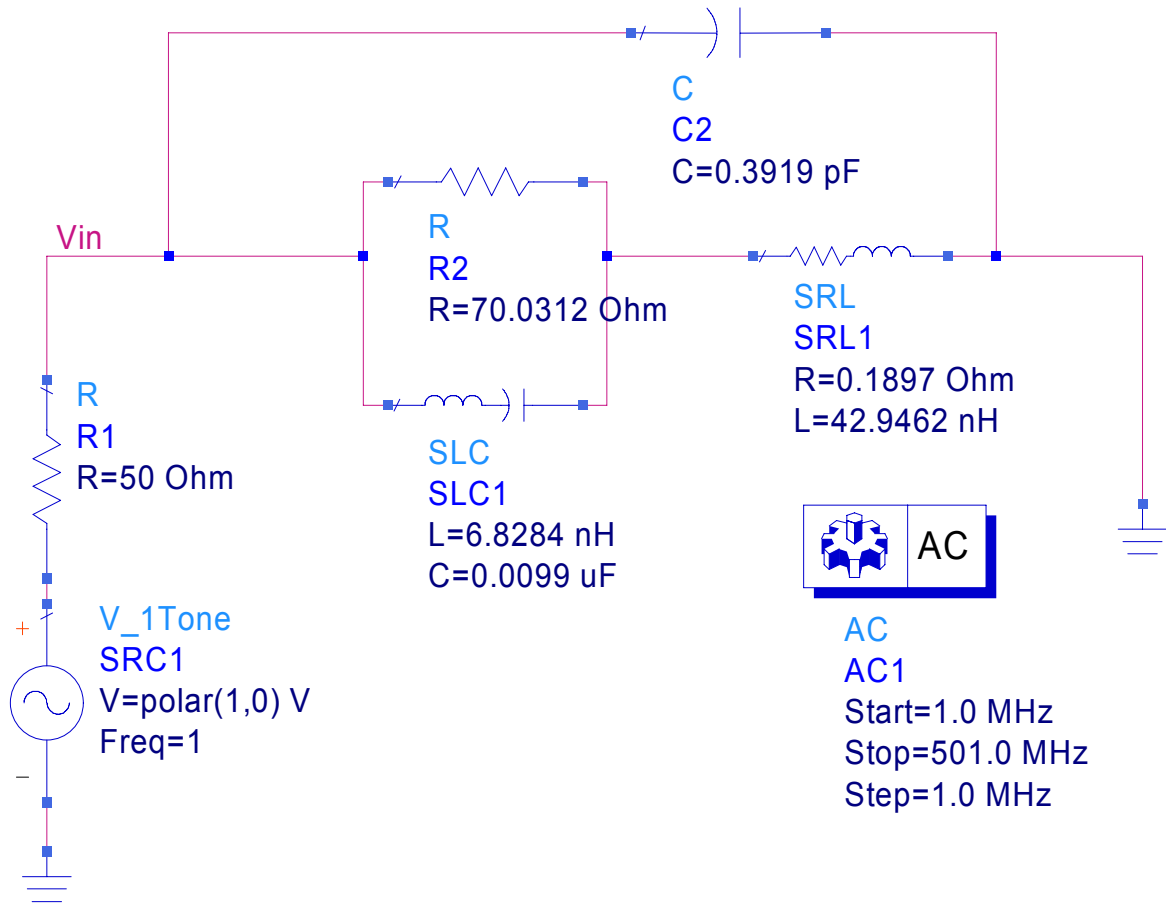 C
C2
C=0.3919 pF
Vin
R
R2
R=70.0312 Ohm
SRL
SRL1
R=0.1897 Ohm
L=42.9462 nH
R
R1
R=50 Ohm
SLC
SLC1
L=6.8284 nH
C=0.0099 uF
AC
+
V_1Tone
SRC1
V=polar(1,0) V
Freq=1
−
AC
AC1
Start=1.0 MHz
Stop=501.0 MHz
Step=1.0 MHz